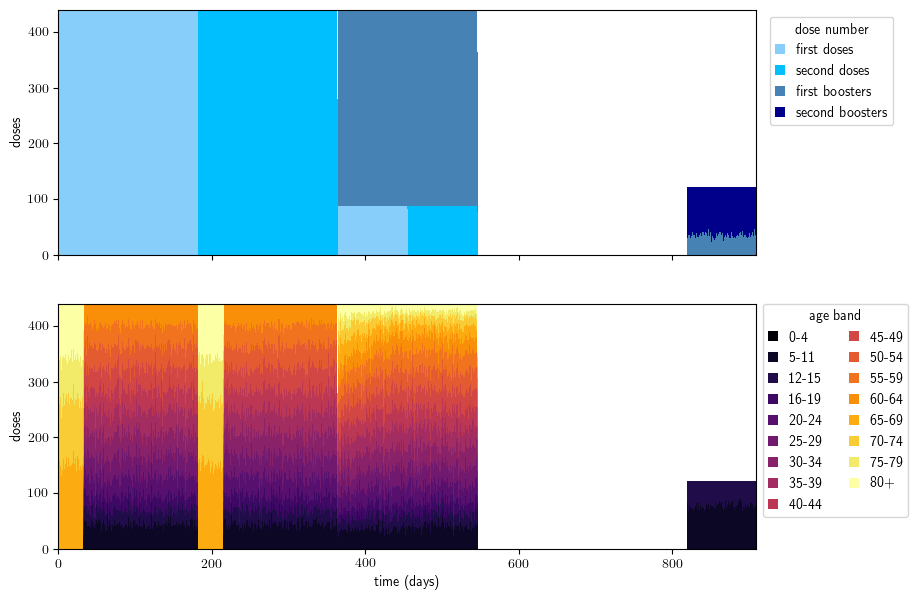 400
300
200
100
0
doses
dose number
first doses
second doses
first boosters
second boosters
400
300
200
100
0
doses
0 200 400 600 800
time (days)
age band
0-4
5-11
12-15
16-19
20-24
25-29
30-34
35-39
40-44
45-49
50-54
55-59
60-64
65-69
70-74
75-79
80+